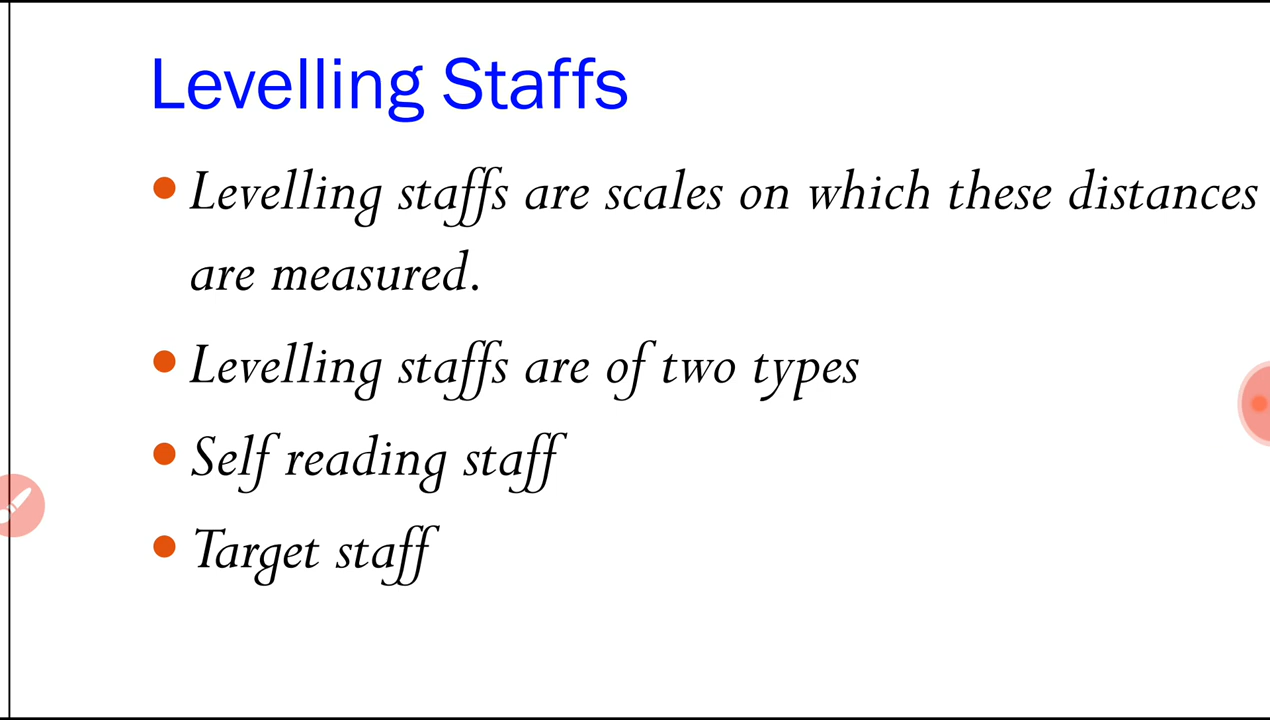 Levelling Staffs
• Levelling staffs are scales on which these distances
are measured.
• Levelling staffs are of two types
• Self reading staff
• Target staff